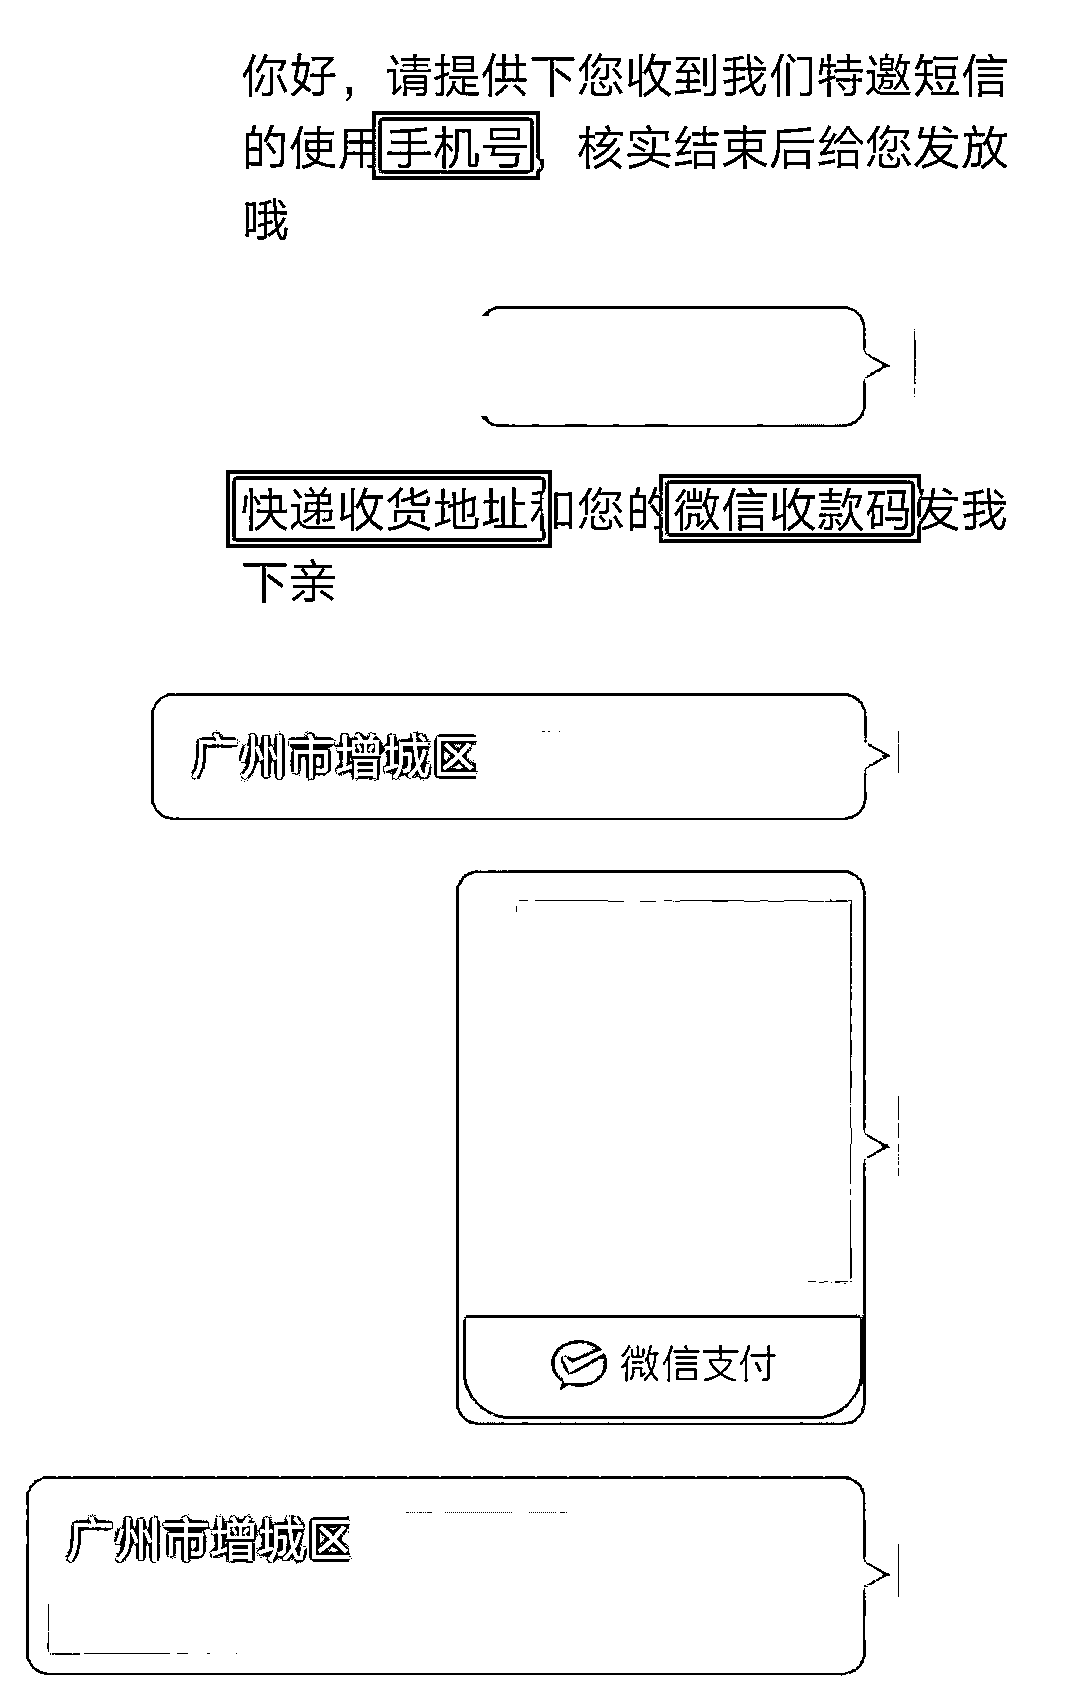 你好，请提供下您收到我们特邀短信
的使用手机号，核实结束后给您发放
哦
快递收货地址和您的微信收款码发我
下亲
广州市增城区
微信支付
广州市增城区